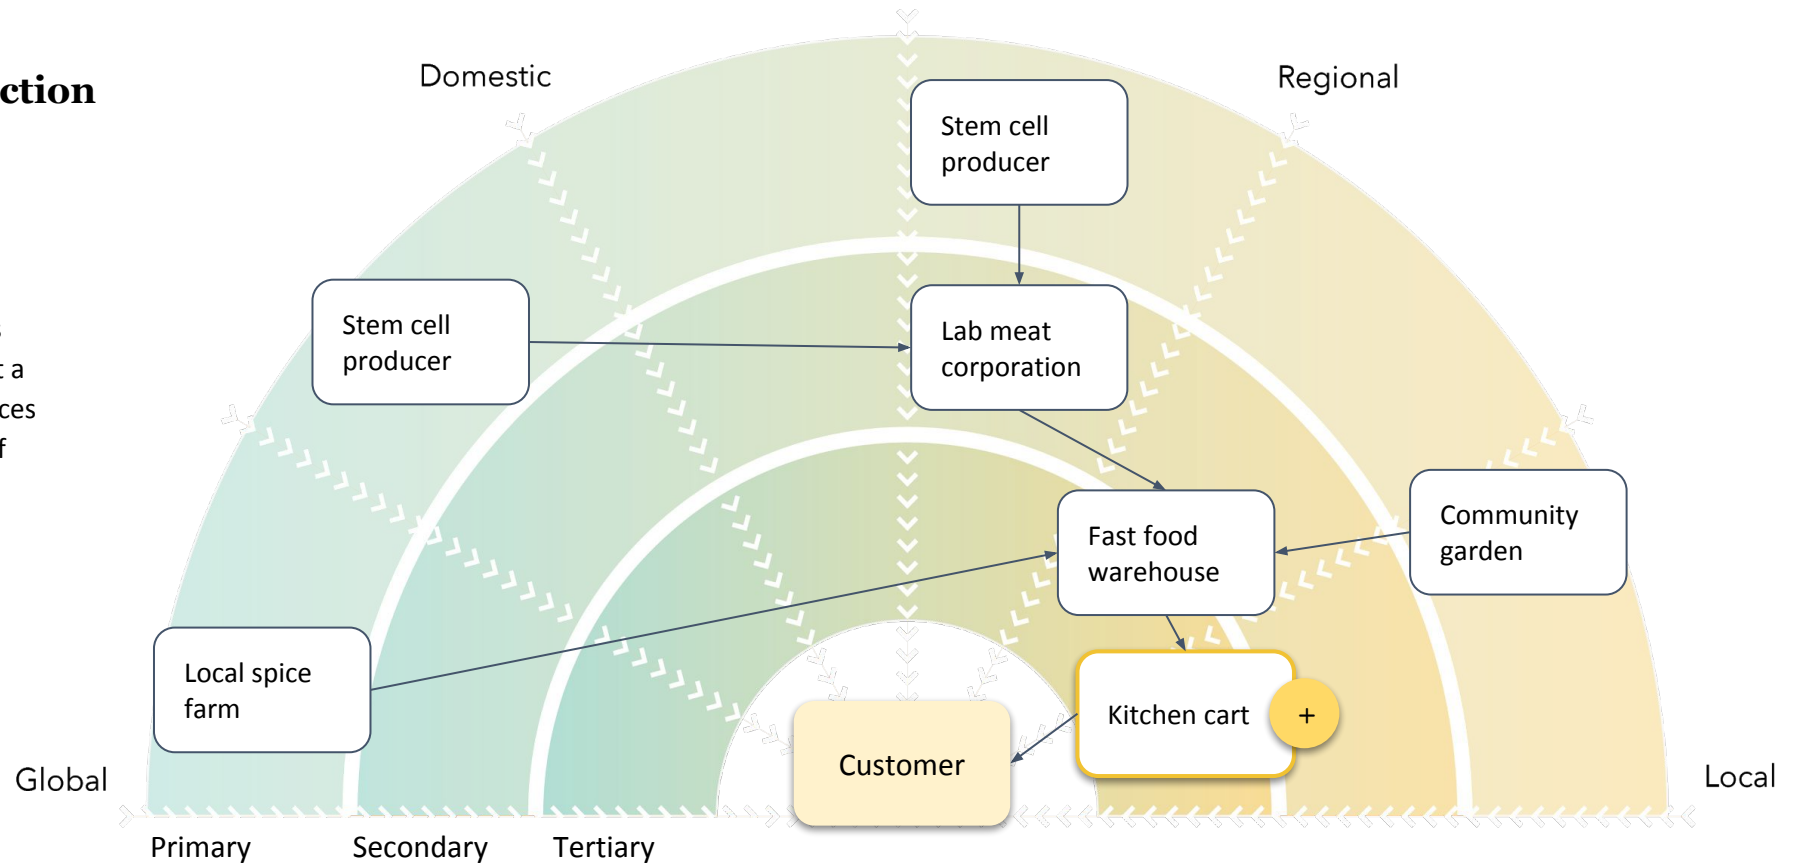 ction
s
t a
ces
f
Domestic
Regional
Stem cell
producer
Stem cell
producer
Lab meat
corporation
Fast food
warehouse
Community
garden
Local spice
farm
Kitchen cart
+
Customer
Global
Local
Primary
Secondary
Tertiary